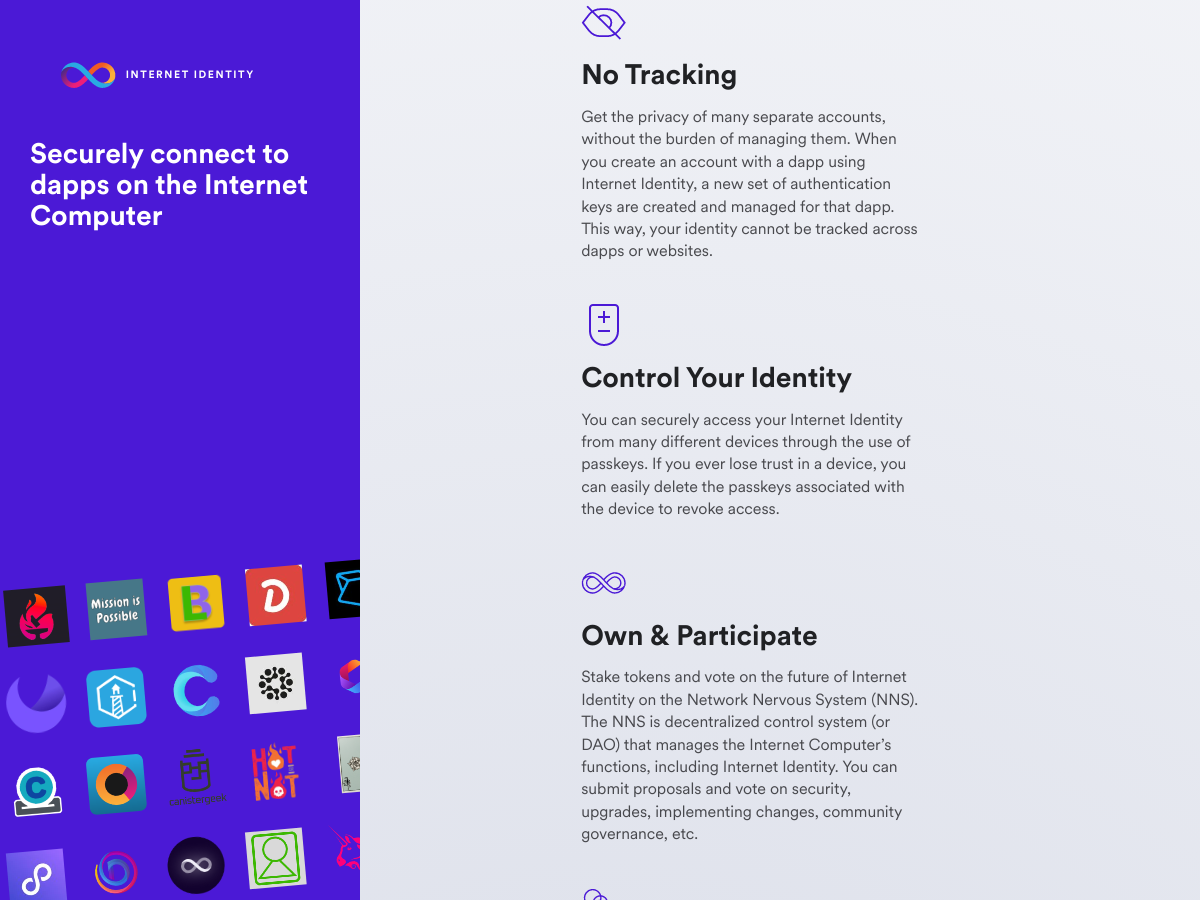 INTERNET IDENTITY
Securely connect to
dapps on the Internet
Computer
Mission is
Possible
B
D
C
C
HOT
or
NOT
No Tracking
Get the privacy of many separate accounts,
without the burden of managing them. When
you create an account with a dapp using
Internet Identity, a new set of authentication
keys are created and managed for that dapp.
This way, your identity cannot be tracked across
dapps or websites.
Control Your Identity
You can securely access your Internet Identity
from many different devices through the use of
passkeys. If you ever lose trust in a device, you
can easily delete the passkeys associated with
the device to revoke access.
Own & Participate
Stake tokens and vote on the future of Internet
Identity on the Network Nervous System (NNS).
The NNS is decentralized control system (or
DAO) that manages the Internet Computer’s
functions, including Internet Identity. You can
submit proposals and vote on security,
upgrades, implementing changes, community
governance, etc.